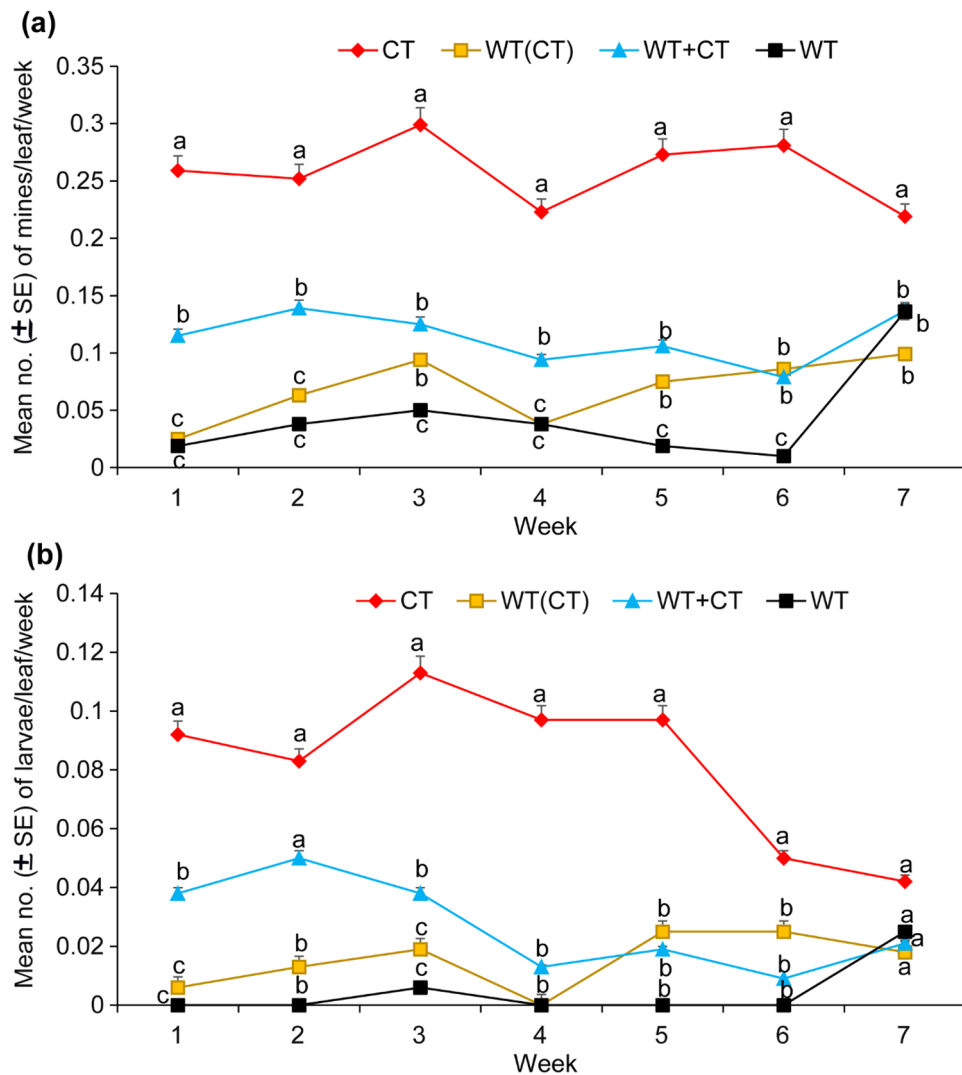 (a)
CT WT(CT) WT+CT WT
Mean no. (± SE) of mines/leaf/week
0.35
0.3
0.25
0.2
0.15
0.1
0.05
0
a a a a a a a
b b b b b b b
b
c c b c b b b
c c c c c c
1 2 3 4 5 6 7
Week
(b)
CT WT(CT) WT+CT WT
Mean no. (± SE) of larvae/leaf/week
0.14
0.12
0.1
0.08
0.06
0.04
0.02
0
a a a a a a a
b a b b b b a
c b c b b b a
c b c b b b a
1 2 3 4 5 6 7
Week